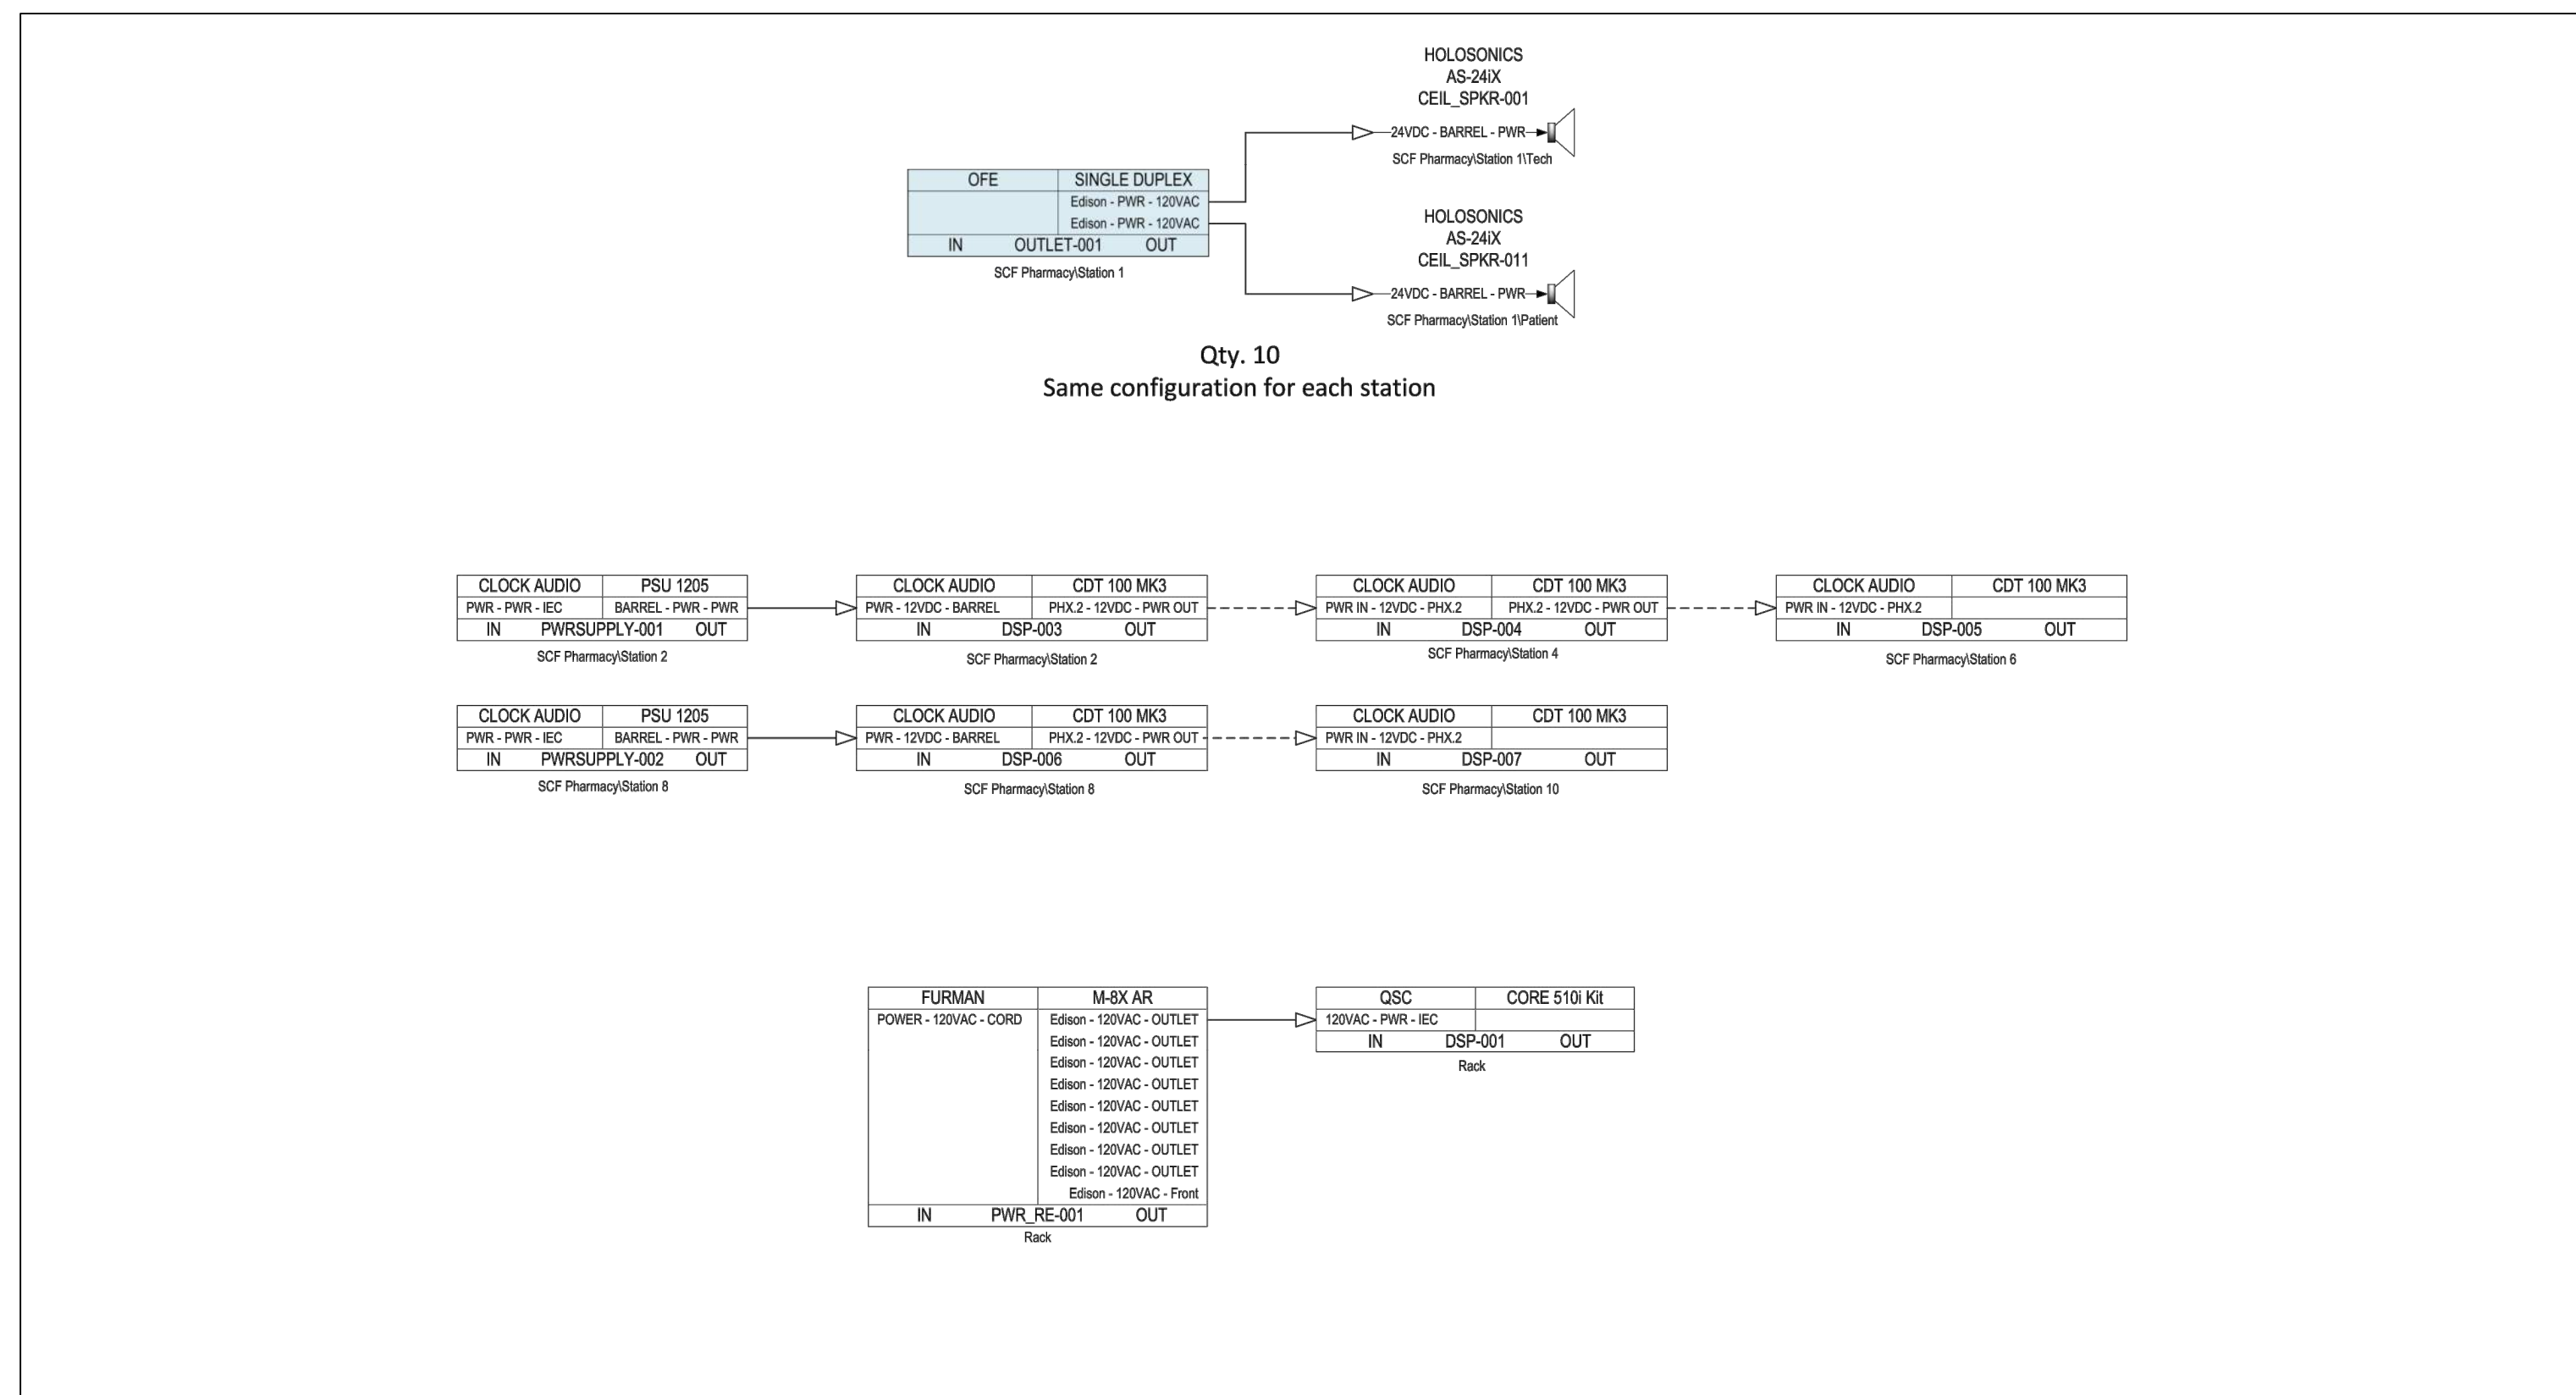 HOLOSONICS
AS-24iX
CEIL_SPKR-001
24VDC - BARREL - PWR
SCF Pharmacy\Station 1\Tech
OFE SINGLE DUPLEX
Edison - PWR - 120VAC
Edison - PWR - 120VAC
IN OUTLET-001 OUT
SCF Pharmacy\Station 1
HOLOSONICS
AS-24iX
CEIL_SPKR-011
24VDC - BARREL - PWR
SCF Pharmacy\Station 1\Patient
Qty. 10
Same configuration for each station
CLOCK AUDIO PSU 1205
PWR - PWR - IEC BARREL - PWR - PWR
IN PWRSUPPLY-001 OUT
SCF Pharmacy\Station 2
CLOCK AUDIO CDT 100 MK3
PWR - 12VDC - BARREL PHX.2 - 12VDC - PWR OUT
IN DSP-003 OUT
SCF Pharmacy\Station 2
CLOCK AUDIO CDT 100 MK3
PWR IN - 12VDC - PHX.2 PHX.2 - 12VDC - PWR OUT
IN DSP-004 OUT
SCF Pharmacy\Station 4
CLOCK AUDIO CDT 100 MK3
PWR IN - 12VDC - PHX.2
IN DSP-005 OUT
SCF Pharmacy\Station 6
CLOCK AUDIO PSU 1205
PWR - PWR - IEC BARREL - PWR - PWR
IN PWRSUPPLY-002 OUT
SCF Pharmacy\Station 8
CLOCK AUDIO CDT 100 MK3
PWR - 12VDC - BARREL PHX.2 - 12VDC - PWR OUT
IN DSP-006 OUT
SCF Pharmacy\Station 8
CLOCK AUDIO CDT 100 MK3
PWR IN - 12VDC - PHX.2
IN DSP-007 OUT
SCF Pharmacy\Station 10
FURMAN M-8X AR
POWER - 120VAC - CORD Edison - 120VAC - OUTLET
Edison - 120VAC - OUTLET
Edison - 120VAC - OUTLET
Edison - 120VAC - OUTLET
Edison - 120VAC - OUTLET
Edison - 120VAC - OUTLET
Edison - 120VAC - OUTLET
Edison - 120VAC - OUTLET
Edison - 120VAC - Front
IN PWR_RE-001 OUT
Rack
QSC CORE 510i Kit
120VAC - PWR - IEC
IN DSP-001 OUT
Rack